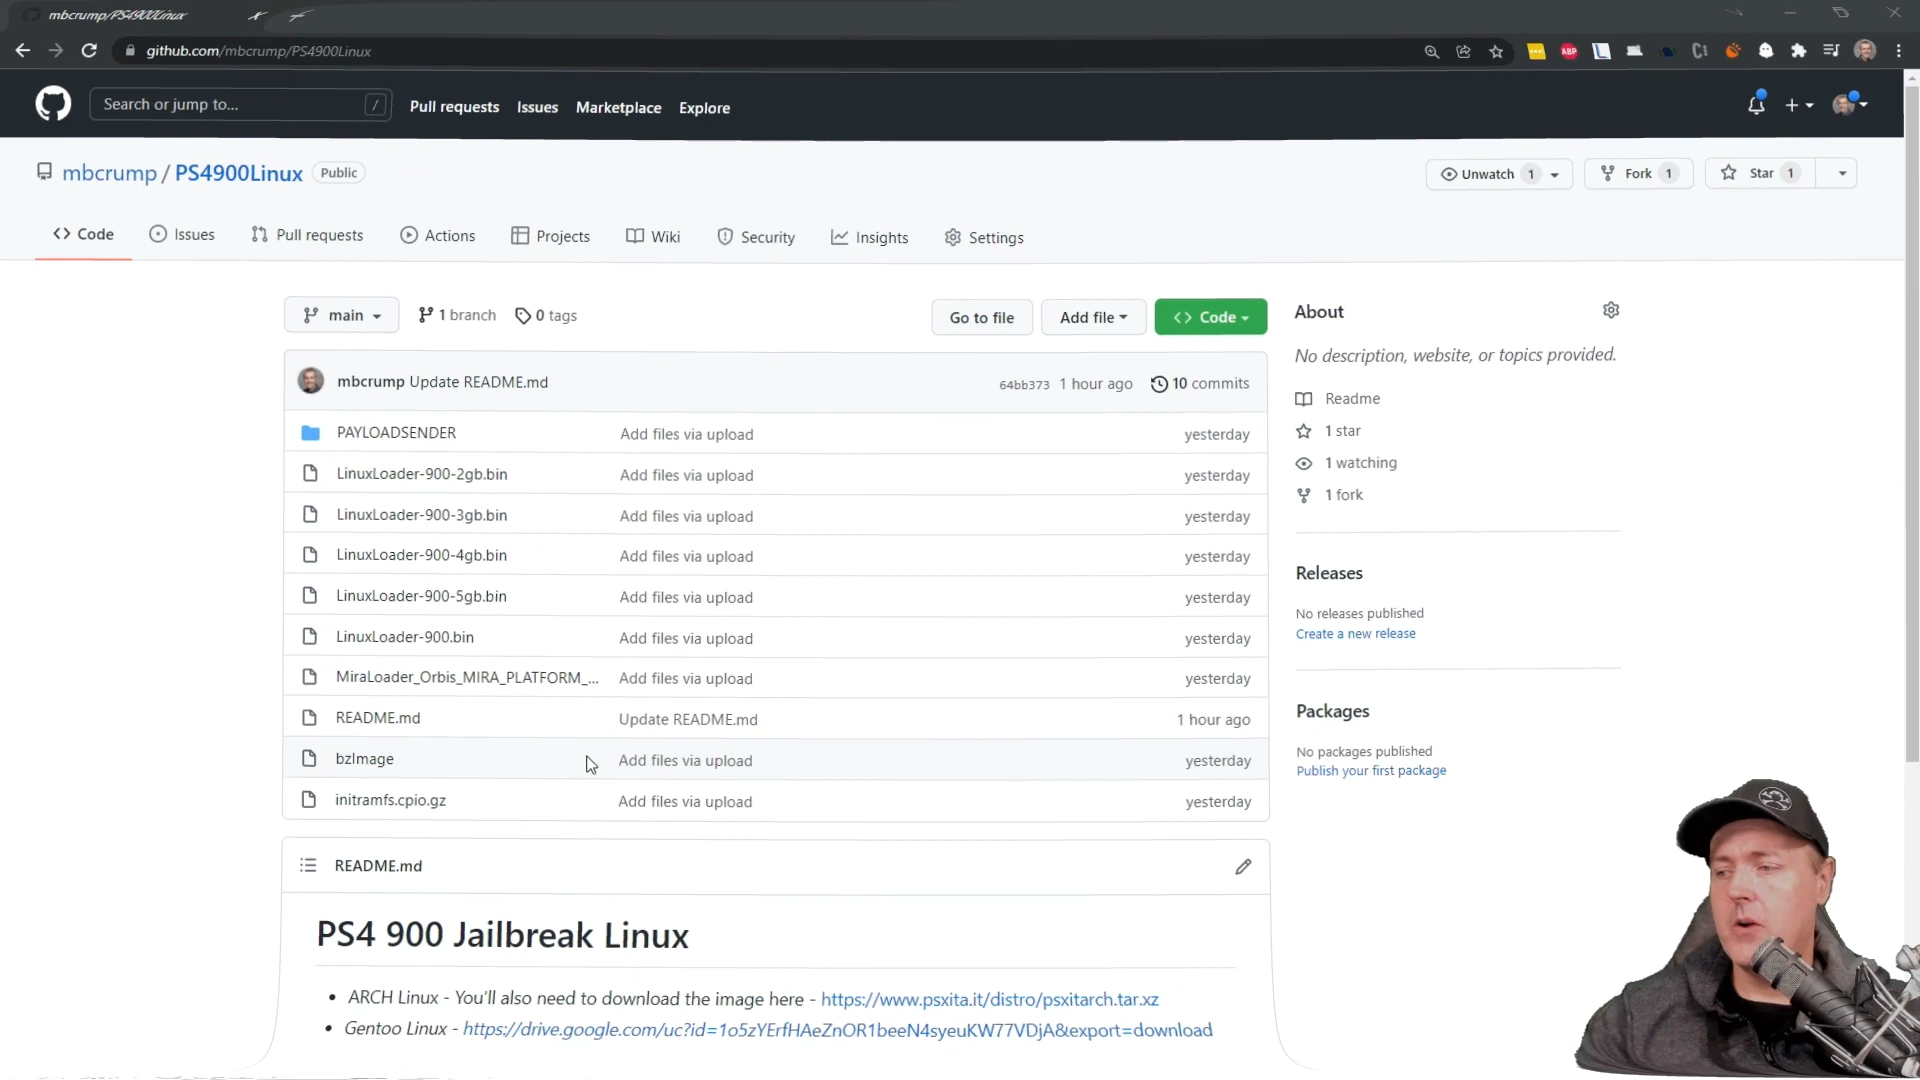 mbcrump/PS4900Linux
github.com/mbcrump/PS4900Linux
ABP
Search or jump to...
/
Pull requests
Issues
Marketplace
Explore
mbcrump / PS4900Linux
Public
Unwatch 1
Fork 1
Star 1
Code
Issues
Pull requests
Actions
Projects
Wiki
Security
Insights
Settings
main
1 branch
0 tags
Go to file
Add file
Code
mbcrump Update README.md
64bb373 1 hour ago
10 commits
PAYLOADSENDER
Add files via upload
yesterday
LinuxLoader-900-2gb.bin
Add files via upload
yesterday
LinuxLoader-900-3gb.bin
Add files via upload
yesterday
LinuxLoader-900-4gb.bin
Add files via upload
yesterday
LinuxLoader-900-5gb.bin
Add files via upload
yesterday
LinuxLoader-900.bin
Add files via upload
yesterday
MiraLoader_Orbis_MIRA_PLATFORM_...
Add files via upload
yesterday
README.md
Update README.md
1 hour ago
bzImage
Add files via upload
yesterday
initramfs.cpio.gz
Add files via upload
yesterday
About
No description, website, or topics provided.
Readme
1 star
1 watching
1 fork
Releases
No releases published
Create a new release
Packages
No packages published
Publish your first package
README.md
PS4 900 Jailbreak Linux
• ARCH Linux - You'll also need to download the image here - https://www.psxita.it/distro/psxitarch.tar.xz
• Gentoo Linux - https://drive.google.com/uc?id=1o5zYErfHAeZnOR1beeN4syeuKW77VDjA&export=download